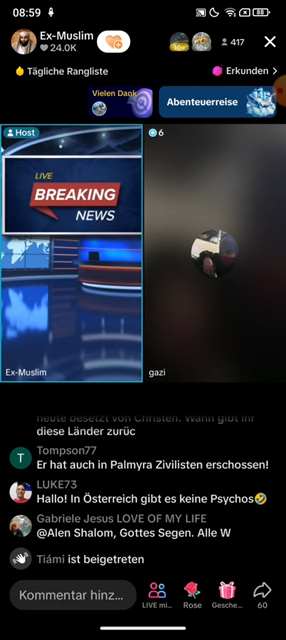 08:59
88
Ex-Muslim
24.0K
417
Tägliche Rangliste
Erkunden >
Vielen Dank
Abenteuerreise
Host
6
LIVE
BREAKING
NEWS
Ex-Muslim
gazi
heute besetzt von Christen. Wann gibt ihr
diese Länder zurüc
T
Tompson77
Er hat auch in Palmyra Zivilisten erschossen!
LUKE73
Hallo! In Österreich gibt es keine Psychos🤣
Gabriele Jesus LOVE OF MY LIFE
@Alen Shalom, Gottes Segen. Alle W
Tiámi ist beigetreten
Kommentar hinz...
LIVE mi...
Rose
Gesche...
60